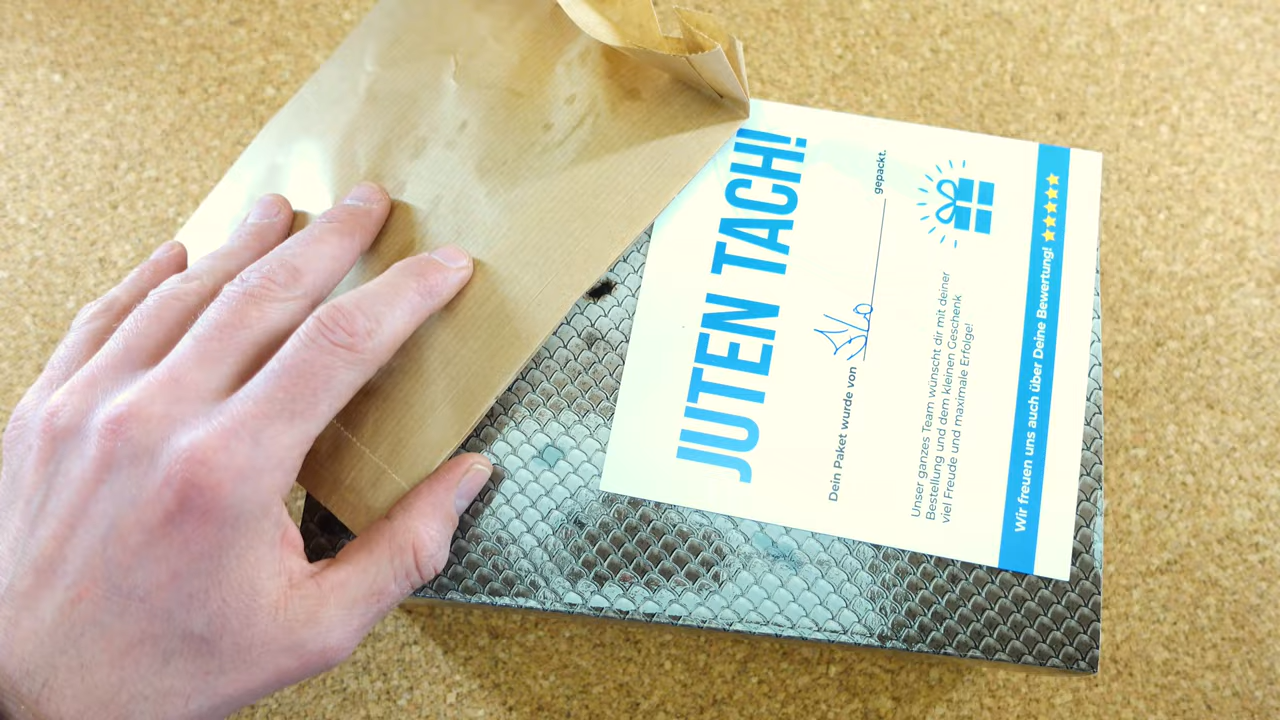 JUTEN TACH!
Dein Paket wurde von gepackt.
Unser ganzes Team wünscht dir mit deiner
Bestellung und dem kleinen Geschenk
viel Freude und maximale Erfolge!
Wir freuen uns auch über Deine Bewertung!